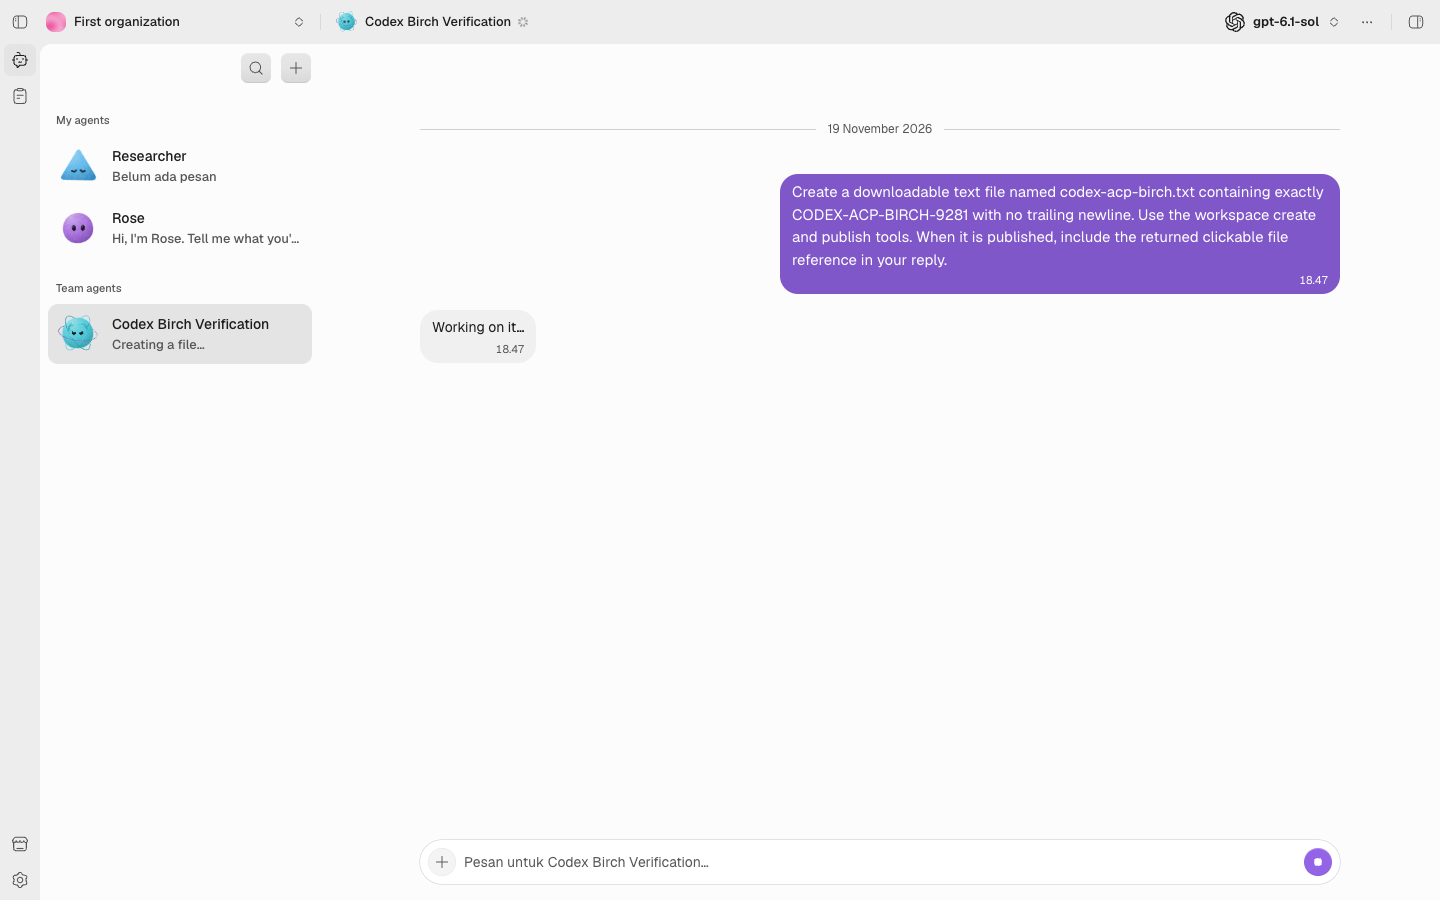 First organization
Codex Birch Verification
gpt-6.1-sol
My agents
Researcher
Belum ada pesan
Rose
Hi, I'm Rose. Tell me what you'...
Team agents
Codex Birch Verification
Creating a file...
19 November 2026
Create a downloadable text file named codex-acp-birch.txt containing exactly
CODEX-ACP-BIRCH-9281 with no trailing newline. Use the workspace create
and publish tools. When it is published, include the returned clickable file
reference in your reply.
18.47
Working on it...
18.47
Pesan untuk Codex Birch Verification...